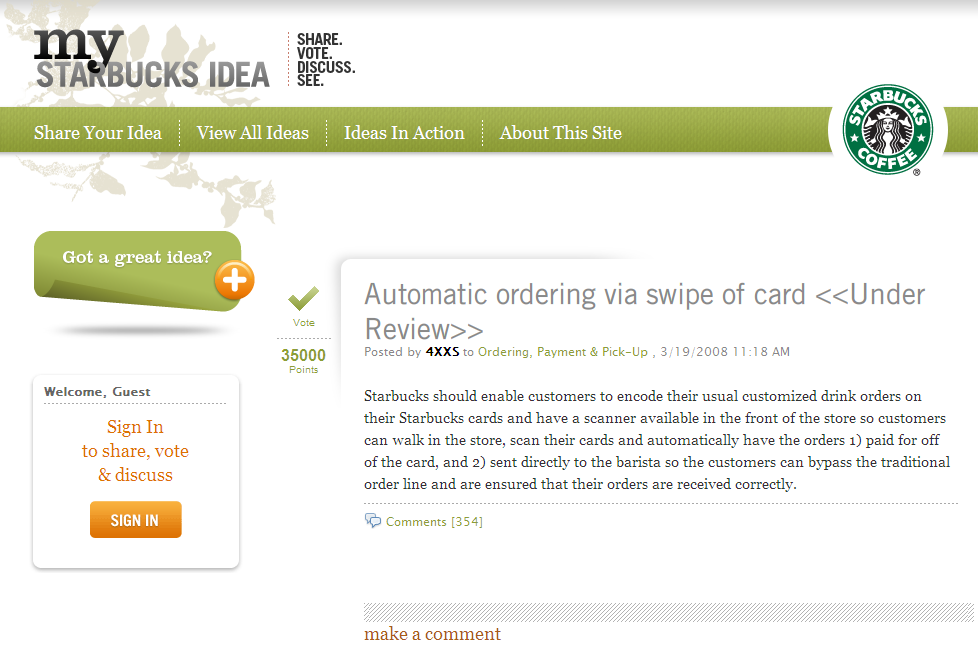 my
STARBUCKS IDEA
SHARE.
VOTE.
DISCUSS.
SEE.
Share Your Idea
View All Ideas
Ideas In Action
About This Site
STARBUCKS
COFFEE
®
Got a great idea?
Vote
35000
Points
Automatic ordering via swipe of card <<Under
Review>>
Posted by 4XXS to Ordering, Payment & Pick-Up , 3/19/2008 11:18 AM
Starbucks should enable customers to encode their usual customized drink orders on
their Starbucks cards and have a scanner available in the front of the store so customers
can walk in the store, scan their cards and automatically have the orders 1) paid for off
of the card, and 2) sent directly to the barista so the customers can bypass the traditional
order line and are ensured that their orders are received correctly.
Comments [354]
Welcome, Guest
Sign In
to share, vote
& discuss
SIGN IN
make a comment